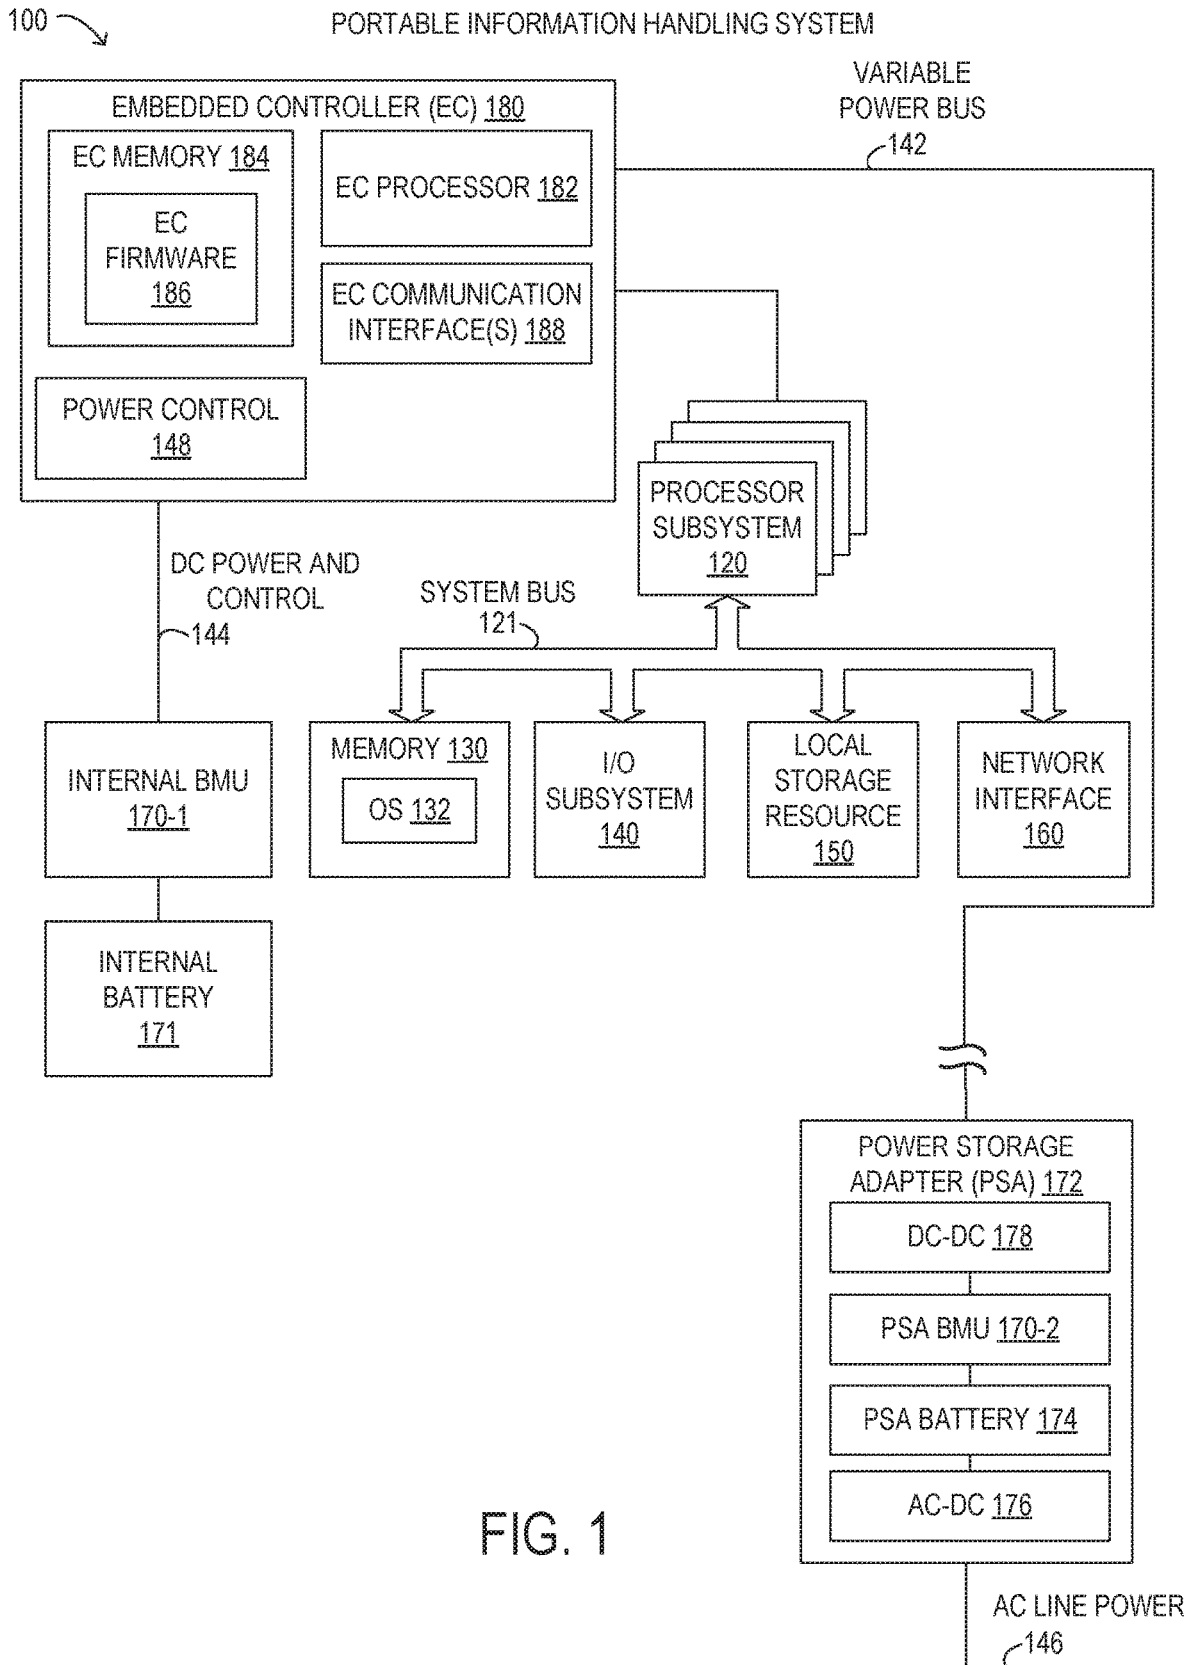 100
PORTABLE INFORMATION HANDLING SYSTEM
VARIABLE
POWER BUS
142
EMBEDDED CONTROLLER (EC) 180
EC MEMORY 184
EC
FIRMWARE
186
EC PROCESSOR 182
EC COMMUNICATION
INTERFACE(S) 188
POWER CONTROL
148
PROCESSOR
SUBSYSTEM
120
DC POWER AND
CONTROL
144
SYSTEM BUS
121
INTERNAL BMU
170-1
MEMORY 130
OS 132
I/O
SUBSYSTEM
140
LOCAL
STORAGE
RESOURCE
150
NETWORK
INTERFACE
160
INTERNAL
BATTERY
171
POWER STORAGE
ADAPTER (PSA) 172
DC-DC 178
PSA BMU 170-2
PSA BATTERY 174
AC-DC 176
FIG. 1
AC LINE POWER
146